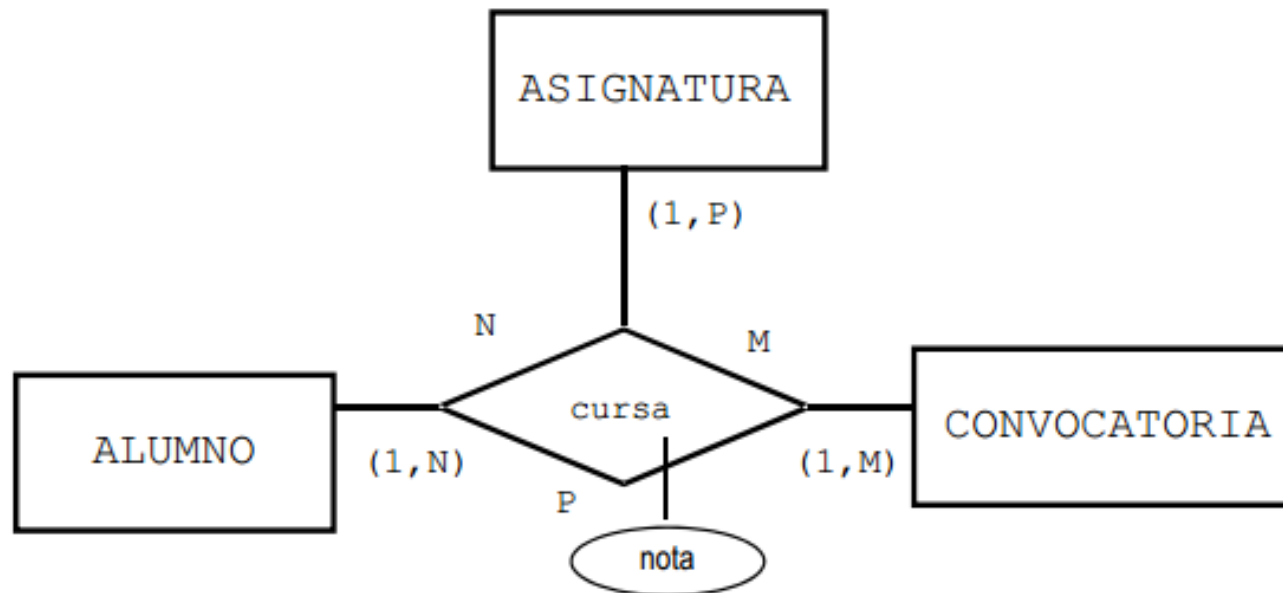 ASIGNATURA
(1,P)
N
M
cursa
ALUMNO
CONVOCATORIA
(1,N)
(1,M)
P
nota